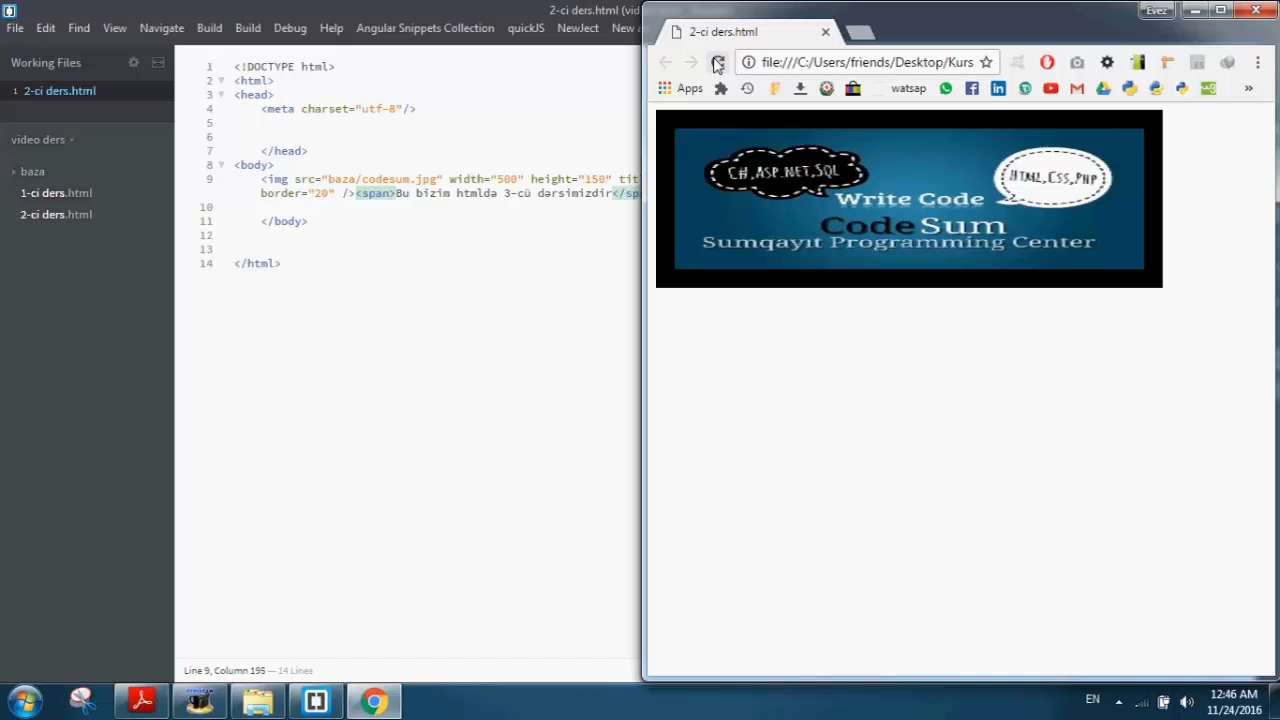 2-ci ders.html (vid
File Edit Find View Navigate Build Build Debug Help Angular Snippets Collection quickJS NewJect New a
Working Files
1 2-ci ders.html
video ders
baza
1-ci ders.html
2-ci ders.html
1 <!DOCTYPE html>
2 <html>
3 <head>
4 <meta charset="utf-8"/>
5
6
7 </head>
8 <body>
9 <img src="baza/codesum.jpg" width="500" height="150" titl
border="20" /><span>Bu bizim htmldə 3-cü dərsimizdir</sp
10
11 </body>
12
13
14 </html>
Line 9, Column 195 — 14 Lines
Evez
2-ci ders.html
file:///C:/Users/friends/Desktop/Kurs
Apps
watsap
»
CH,ASP.NET,SQL
HTML,CSS,PHP
Write Code
Code Sum
Sumqayıt Programming Center
EN
12:46 AM
11/24/2016